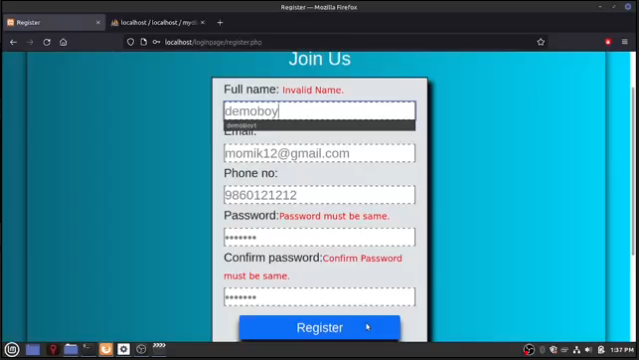 Register — Mozilla Firefox
Register
localhost / localhost / myd
localhost/loginpage/register.php
Join Us
Full name: Invalid Name.
demoboy
demoboy1
Email:
momik12@gmail.com
Phone no:
9860121212
Password:Password must be same.
Confirm password:Confirm Password
must be same.
Register
1:37 PM